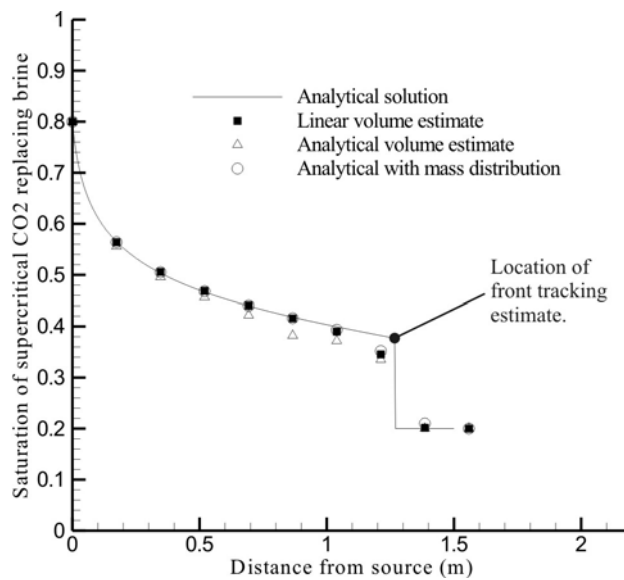 1
0.9
0.8
0.7
0.6
0.5
0.4
0.3
0.2
0.1
0
Saturation of supercritical CO2 replacing brine
Analytical solution
Linear volume estimate
Analytical volume estimate
Analytical with mass distribution
Location of
front tracking
estimate.
0 0.5 1 1.5 2
Distance from source (m)